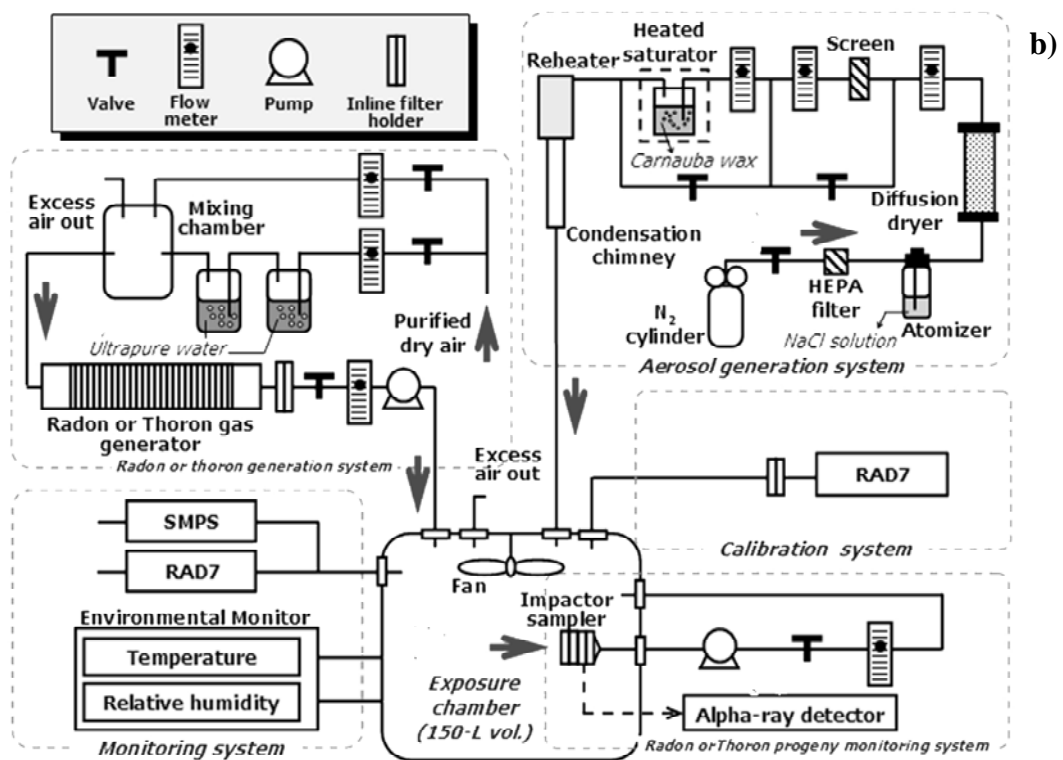 b)
Valve
Flow
meter
Pump
Inline filter
holder
Reheater
Heated
saturator
Screen
Carnauba wax
Diffusion
dryer
Condensation
chimney
N2
cylinder
HEPA
filter
NaCl solution
Atomizer
Aerosol generation system
Excess
air out
Mixing
chamber
Ultrapure water
Purified
dry air
Radon or Thoron gas
generator
Radon or thoron generation system
Excess
air out
RAD7
Calibration system
SMPS
RAD7
Environmental Monitor
Temperature
Relative humidity
Monitoring system
Fan
Impactor
sampler
Exposure
chamber
(150-L vol.)
Alpha-ray detector
Radon orThoron progeny monitoring system